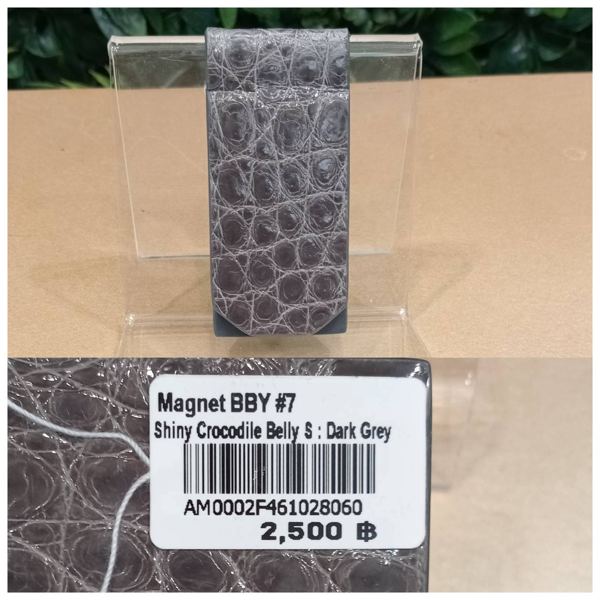 Magnet BBY #7
Shiny Crocodile Belly S : Dark Grey
AM0002F461028060
2,500 ฿